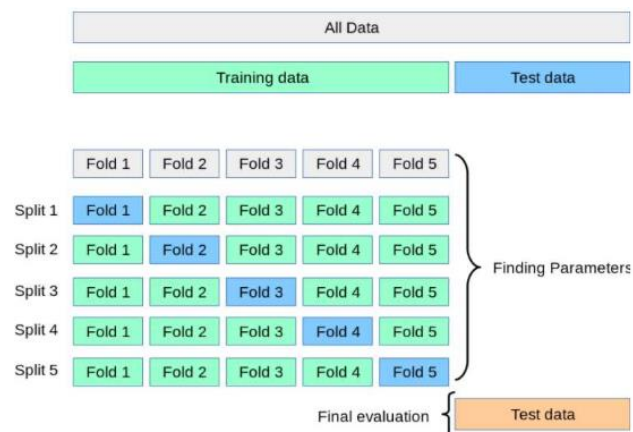 All Data
Training data Test data
Fold 1 Fold 2 Fold 3 Fold 4 Fold 5
Split 1 Fold 1 Fold 2 Fold 3 Fold 4 Fold 5
Split 2 Fold 1 Fold 2 Fold 3 Fold 4 Fold 5
Finding Parameters
Split 3 Fold 1 Fold 2 Fold 3 Fold 4 Fold 5
Split 4 Fold 1 Fold 2 Fold 3 Fold 4 Fold 5
Split 5 Fold 1 Fold 2 Fold 3 Fold 4 Fold 5
Final evaluation Test data